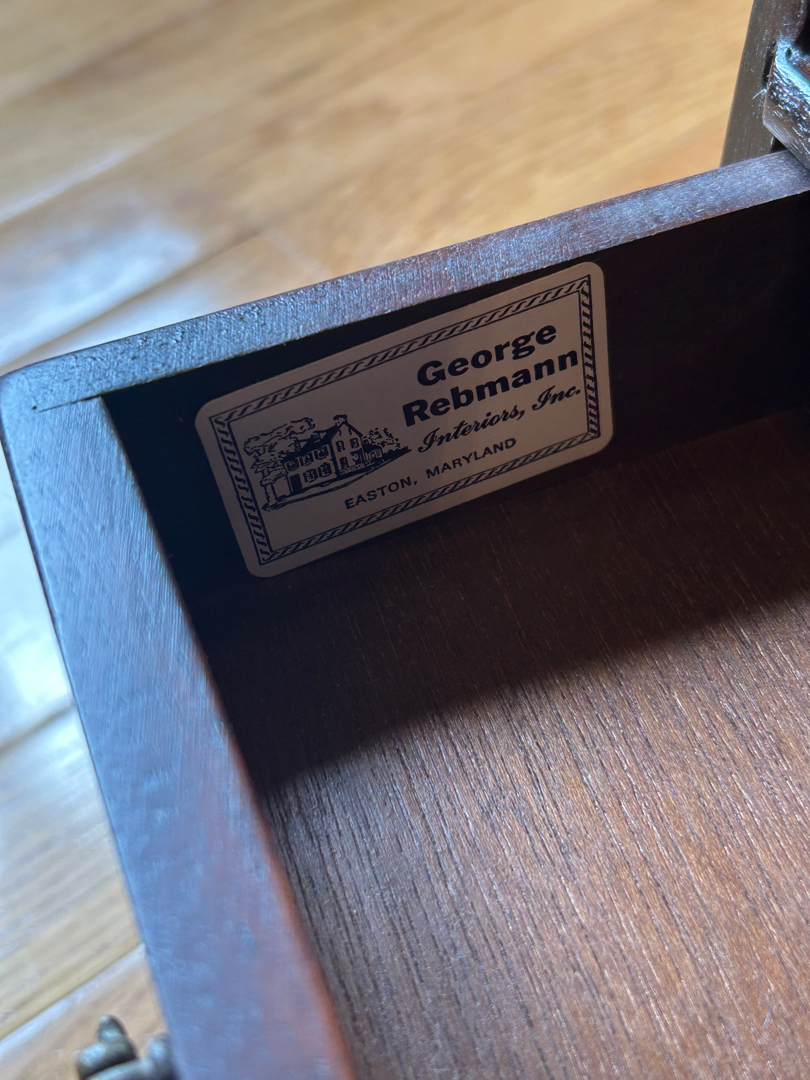 George
Rebmann
Interiors, Inc.
EASTON, MARYLAND